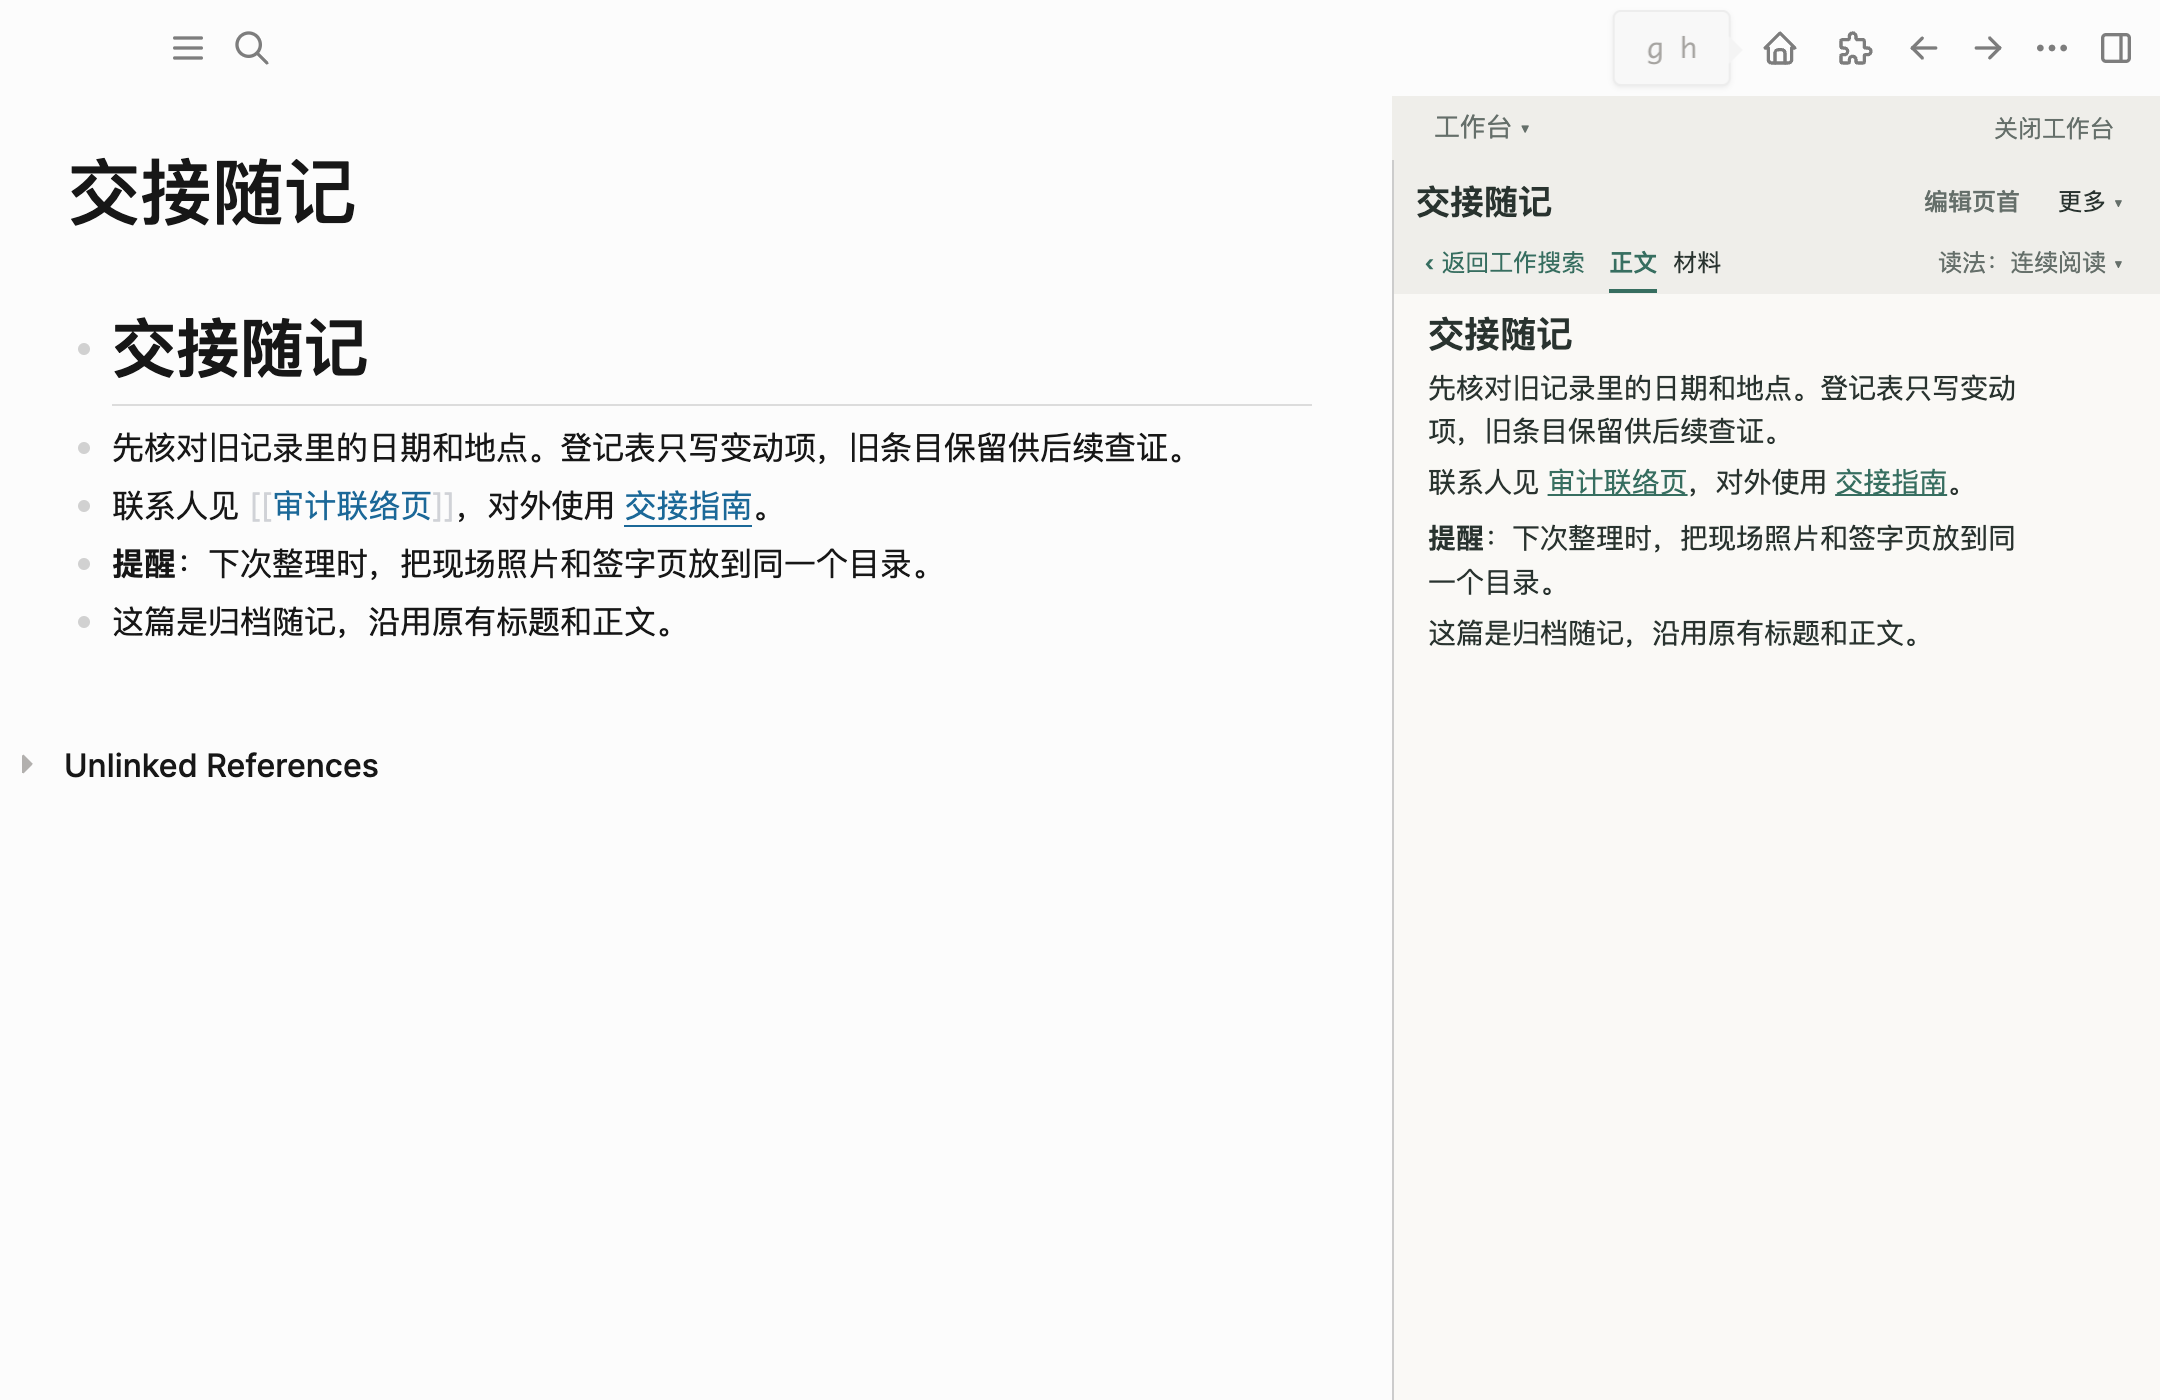 g h
交接随记
交接随记
先核对旧记录里的日期和地点。登记表只写变动项，旧条目保留供后续查证。
联系人见 [[审计联络页]]，对外使用 交接指南。
提醒：下次整理时，把现场照片和签字页放到同一个目录。
这篇是归档随记，沿用原有标题和正文。
Unlinked References
工作台 ▾
关闭工作台
交接随记
编辑页首
更多 ▾
‹ 返回工作搜索
正文
材料
读法：连续阅读 ▾
交接随记
先核对旧记录里的日期和地点。登记表只写变动
项，旧条目保留供后续查证。
联系人见 审计联络页，对外使用 交接指南。
提醒：下次整理时，把现场照片和签字页放到同
一个目录。
这篇是归档随记，沿用原有标题和正文。